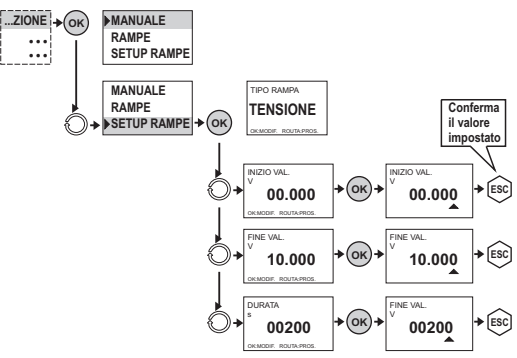 ...ZIONE
OK
MANUALE
RAMPE
SETUP RAMPE
MANUALE
RAMPE
SETUP RAMPE
OK
TIPO RAMPA
TENSIONE
OK:MODIF. ROUTA:PROS.
Conferma
il valore
impostato
INIZIO VAL.
V
00.000
OK:MODIF. ROUTA:PROS.
OK
INIZIO VAL.
V
00.000
ESC
FINE VAL.
V
10.000
OK:MODIF. ROUTA:PROS.
OK
FINE VAL.
V
10.000
ESC
DURATA
s
00200
OK:MODIF. ROUTA:PROS.
OK
FINE VAL.
V
00200
ESC